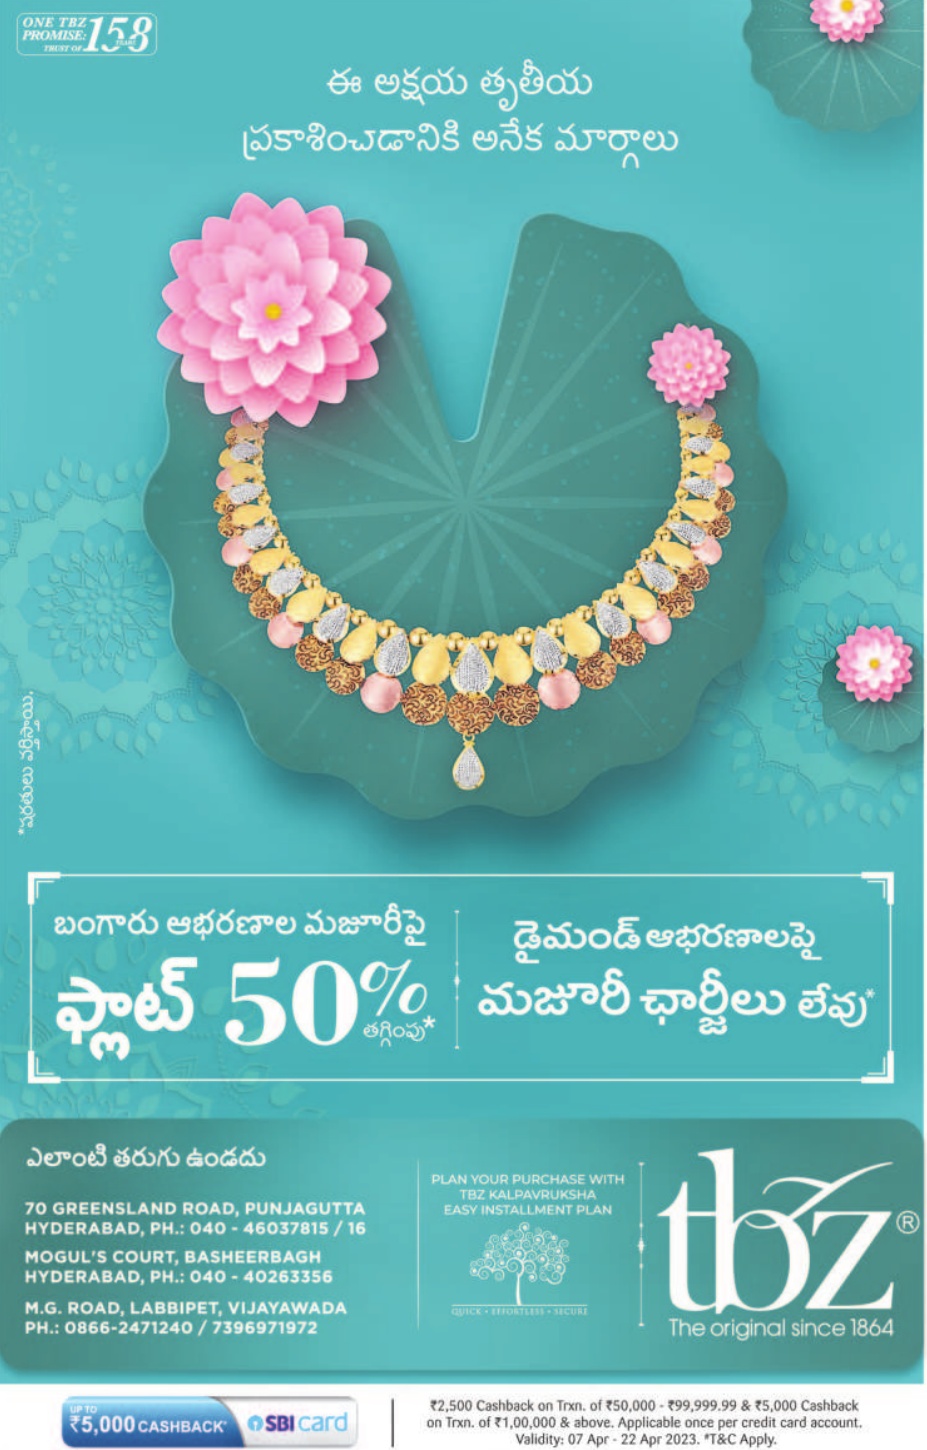 ONE TBZ
PROMISE:
TRUST OF 158
YEARS
ఈ అక్షయ తృతీయ
ప్రకాశించడానికి అనేక మార్గాలు
*షరతులు వర్తిస్తాయి.
బంగారు ఆభరణాల మజూరీపై
ఫ్లాట్ 50%
తగ్గింపు*
డైమండ్ ఆభరణాలపై
మజూరీ ఛార్జీలు లేవు*
ఎలాంటి తరుగు ఉండదు
70 GREENSLAND ROAD, PUNJAGUTTA
HYDERABAD, PH.: 040 - 46037815 / 16
MOGUL'S COURT, BASHEERBAGH
HYDERABAD, PH.: 040 - 40263356
M.G. ROAD, LABBIPET, VIJAYAWADA
PH.: 0866-2471240 / 7396971972
PLAN YOUR PURCHASE WITH
TBZ KALPAVRUKSHA
EASY INSTALLMENT PLAN
QUICK • EFFORTLESS • SECURE
tbz®
The original since 1864
UP TO
₹5,000 CASHBACK*
SBI card
₹2,500 Cashback on Trxn. of ₹50,000 - ₹99,999.99 & ₹5,000 Cashback
on Trxn. of ₹1,00,000 & above. Applicable once per credit card account.
Validity: 07 Apr - 22 Apr 2023. *T&C Apply.